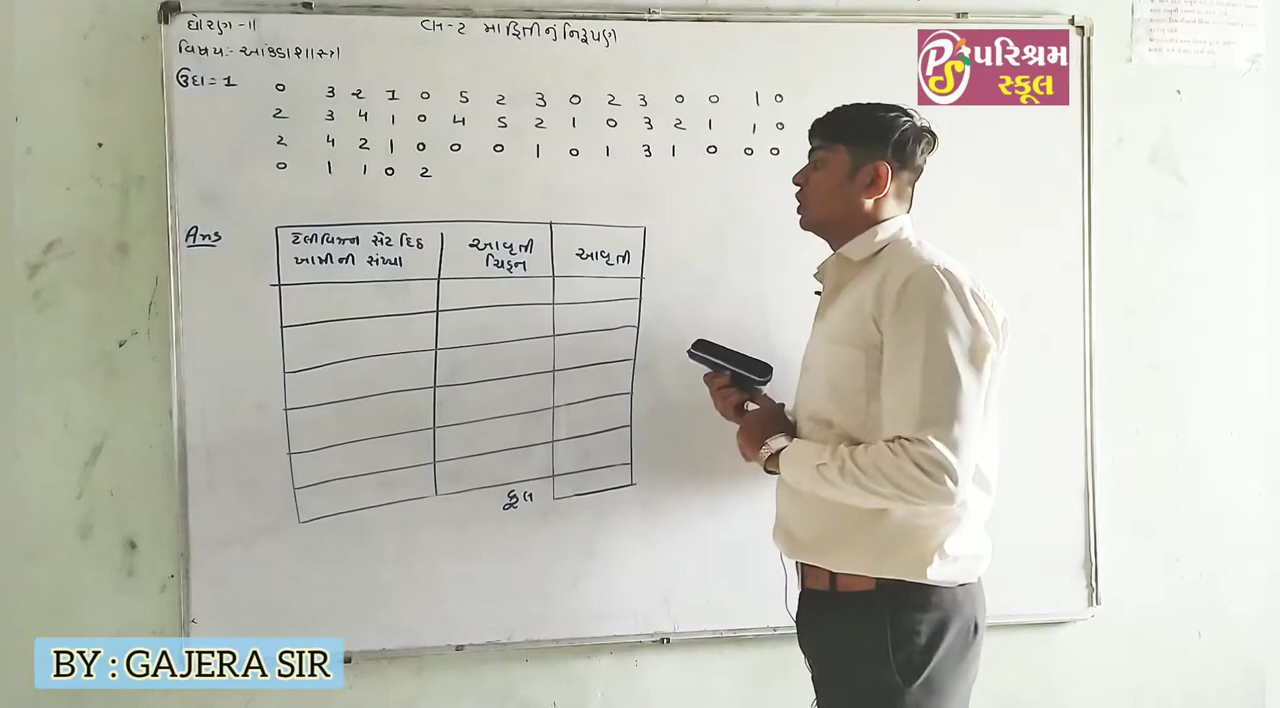 ધોરણ-11
CH-2 માહિતીનું નિરૂપણ
વિષય:- આંકડાશાસ્ત્ર
ઉદા = 1
0 3 2 1 0 5 2 3 0 2 3 0 0 1 0
2 3 4 1 0 4 5 2 1 0 3 2 1 1 0
2 4 2 1 0 0 0 1 0 1 3 1 0 0 0
0 1 1 0 2
Ans
ટેલીવિઝન સેટ દિઠ
ખામીની સંખ્યા
આવૃતી
ચિહ્ન
આવૃતી
કૂલ
PS
પરિશ્રમ
સ્કૂલ
BY : GAJERA SIR